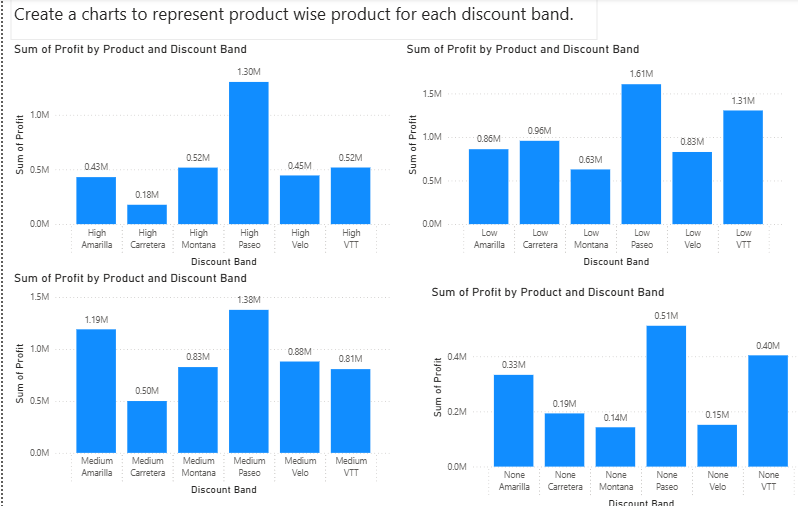 Create a charts to represent product wise product for each discount band.
Sum of Profit by Product and Discount Band
Sum of Profit
1.0M
0.5M
0.0M
0.43M
0.18M
0.52M
1.30M
0.45M
0.52M
High High High High High High
Amarilla Carretera Montana Paseo Velo VTT
Discount Band
Sum of Profit by Product and Discount Band
Sum of Profit
1.5M
1.0M
0.5M
0.0M
0.86M
0.96M
0.63M
1.61M
0.83M
1.31M
Low Low Low Low Low Low
Amarilla Carretera Montana Paseo Velo VTT
Discount Band
Sum of Profit by Product and Discount Band
Sum of Profit
1.5M
1.0M
0.5M
0.0M
1.19M
0.50M
0.83M
1.38M
0.88M
0.81M
Medium Medium Medium Medium Medium Medium
Amarilla Carretera Montana Paseo Velo VTT
Discount Band
Sum of Profit by Product and Discount Band
Sum of Profit
0.4M
0.2M
0.0M
0.33M
0.19M
0.14M
0.51M
0.15M
0.40M
None None None None None None
Amarilla Carretera Montana Paseo Velo VTT
Discount Band